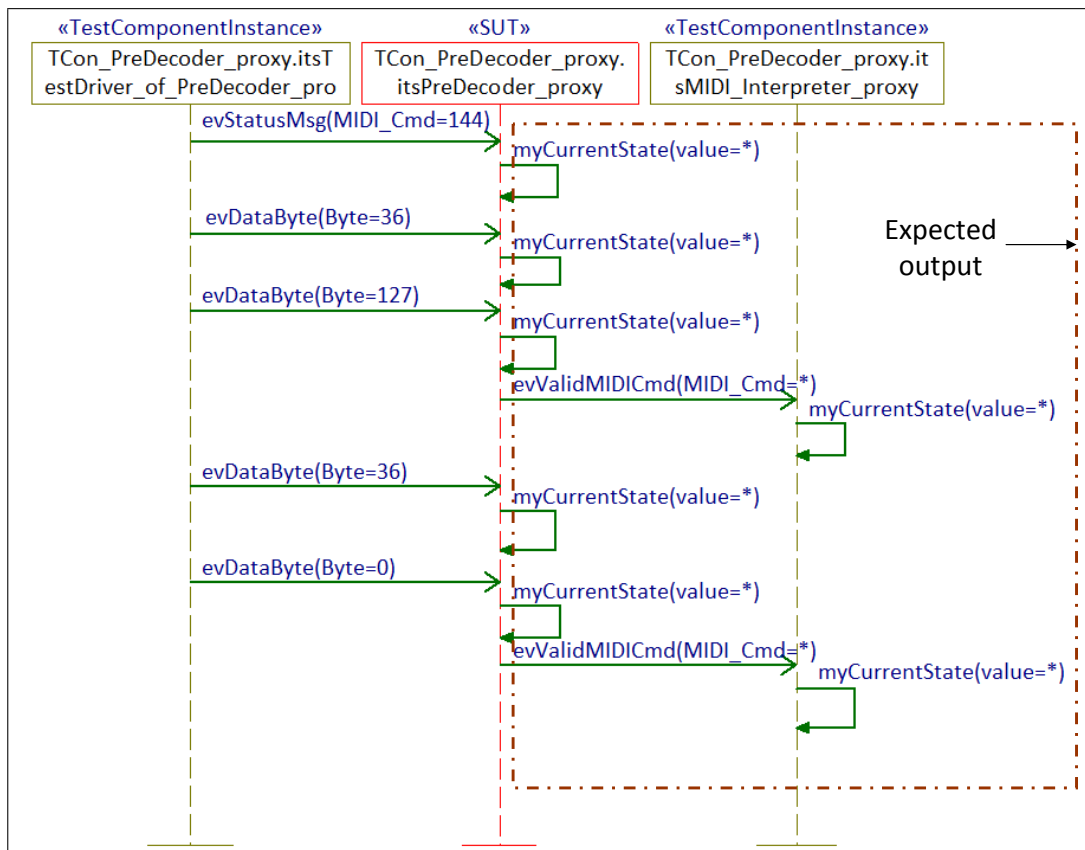 «TestComponentInstance»
«SUT»
«TestComponentInstance»
TCon_PreDecoder_proxy.itsT
estDriver_of_PreDecoder_pro
TCon_PreDecoder_proxy.
itsPreDecoder_proxy
TCon_PreDecoder_proxy.it
sMIDI_Interpreter_proxy
evStatusMsg(MIDI_Cmd=144)
myCurrentState(value=*)
evDataByte(Byte=36)
myCurrentState(value=*)
Expected
output
evDataByte(Byte=127)
myCurrentState(value=*)
evValidMIDICmd(MIDI_Cmd=*)
myCurrentState(value=*)
evDataByte(Byte=36)
myCurrentState(value=*)
evDataByte(Byte=0)
myCurrentState(value=*)
evValidMIDICmd(MIDI_Cmd=*)
myCurrentState(value=*)